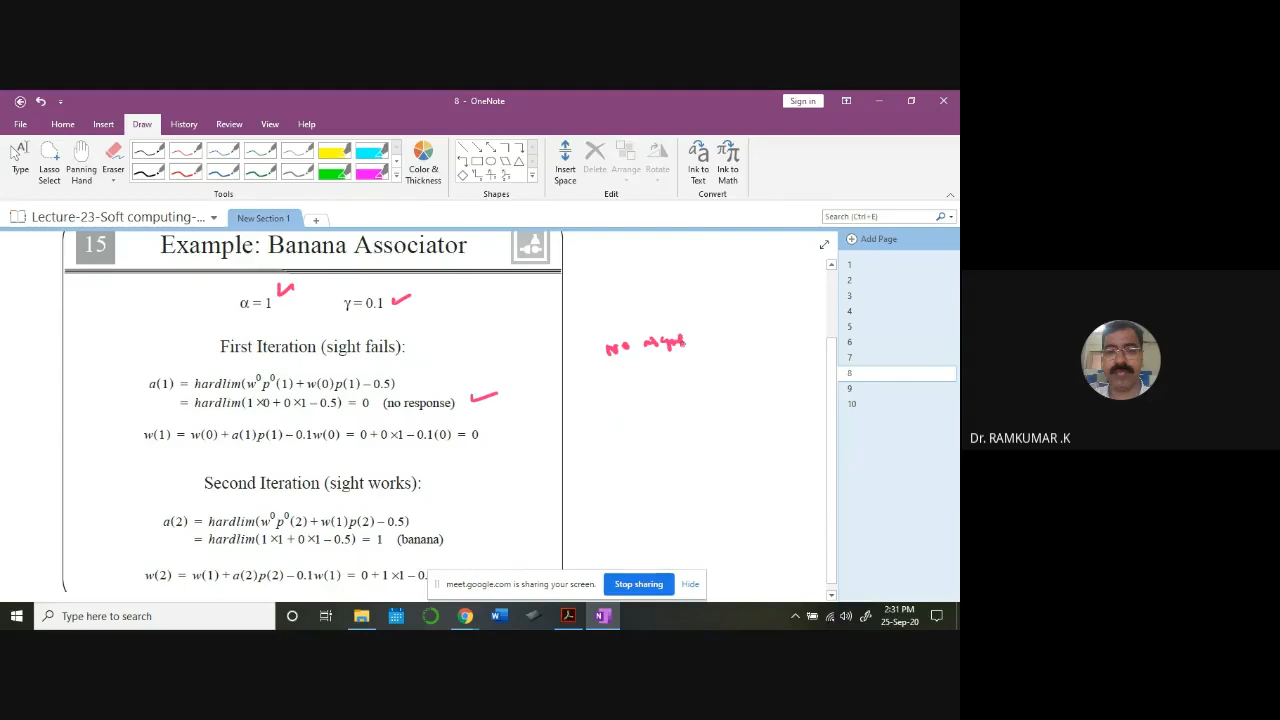 8 - OneNote
Sign in
File Home Insert Draw History Review View Help
Type
Lasso Select
Panning Hand
Eraser
Color & Thickness
Insert Space
Delete
Arrange
Rotate
Ink to Text
Ink to Math
Tools
Shapes
Edit
Convert
Lecture-23-Soft computing-...
New Section 1
Search (Ctrl+E)
15 Example: Banana Associator
α = 1 γ = 0.1
First Iteration (sight fails):
a(1) = hardlim(w⁰p⁰(1) + w(0)p(1) – 0.5)
= hardlim(1×0 + 0×1 – 0.5) = 0 (no response)
w(1) = w(0) + a(1)p(1) – 0.1w(0) = 0 + 0×1 – 0.1(0) = 0
Second Iteration (sight works):
a(2) = hardlim(w⁰p⁰(2) + w(1)p(2) – 0.5)
= hardlim(1×1 + 0×1 – 0.5) = 1 (banana)
w(2) = w(1) + a(2)p(2) – 0.1w(1) = 0 + 1×1 – 0.
No
Add Page
1
2
3
4
5
6
7
8
9
10
meet.google.com is sharing your screen. Stop sharing Hide
Type here to search
2:31 PM
25-Sep-20
Dr. RAMKUMAR .K